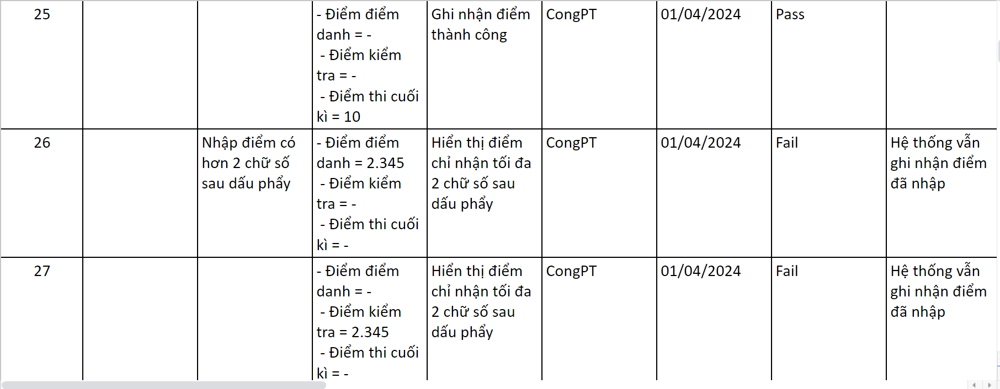 25
- Điểm điểm
danh = -
- Điểm kiểm
tra = -
- Điểm thi cuối
kì = 10
Ghi nhận điểm
thành công
CongPT
01/04/2024
Pass
26
Nhập điểm có
hơn 2 chữ số
sau dấu phẩy
- Điểm điểm
danh = 2.345
- Điểm kiểm
tra = -
- Điểm thi cuối
kì = -
Hiển thị điểm
chỉ nhận tối đa
2 chữ số sau
dấu phẩy
CongPT
01/04/2024
Fail
Hệ thống vẫn
ghi nhận điểm
đã nhập
27
- Điểm điểm
danh = -
- Điểm kiểm
tra = 2.345
- Điểm thi cuối
kì = -
Hiển thị điểm
chỉ nhận tối đa
2 chữ số sau
dấu phẩy
CongPT
01/04/2024
Fail
Hệ thống vẫn
ghi nhận điểm
đã nhập